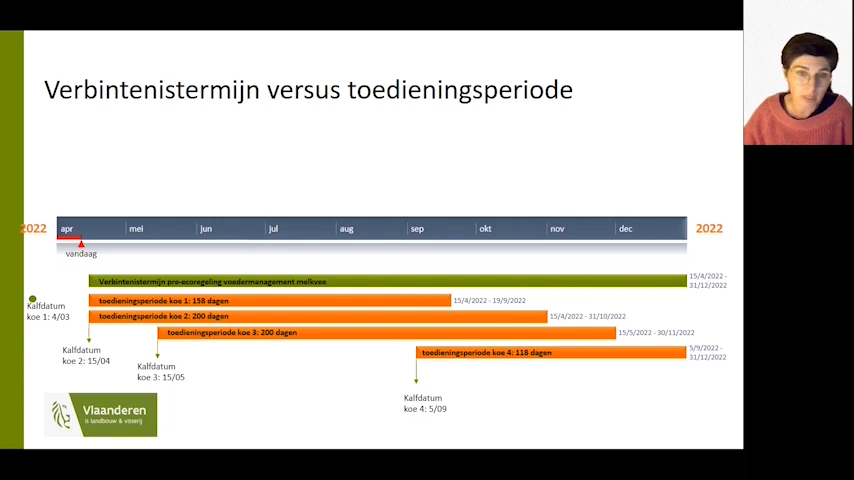 Verbintenistermijn versus toedieningsperiode
2022
apr
mei
jun
jul
aug
sep
okt
nov
dec
2022
vandaag
Verbintenistermijn pre-ecoregeling voedermanagement melkvee
15/4/2022 -
31/12/2022
toedieningsperiode koe 1: 158 dagen
15/4/2022 - 19/9/2022
Kalfdatum
koe 1: 4/03
toedieningsperiode koe 2: 200 dagen
15/4/2022 - 31/10/2022
toedieningsperiode koe 3: 200 dagen
15/5/2022 - 30/11/2022
toedieningsperiode koe 4: 118 dagen
5/9/2022 -
31/12/2022
Kalfdatum
koe 2: 15/04
Kalfdatum
koe 3: 15/05
Kalfdatum
koe 4: 5/09
Vlaanderen
is landbouw & visserij